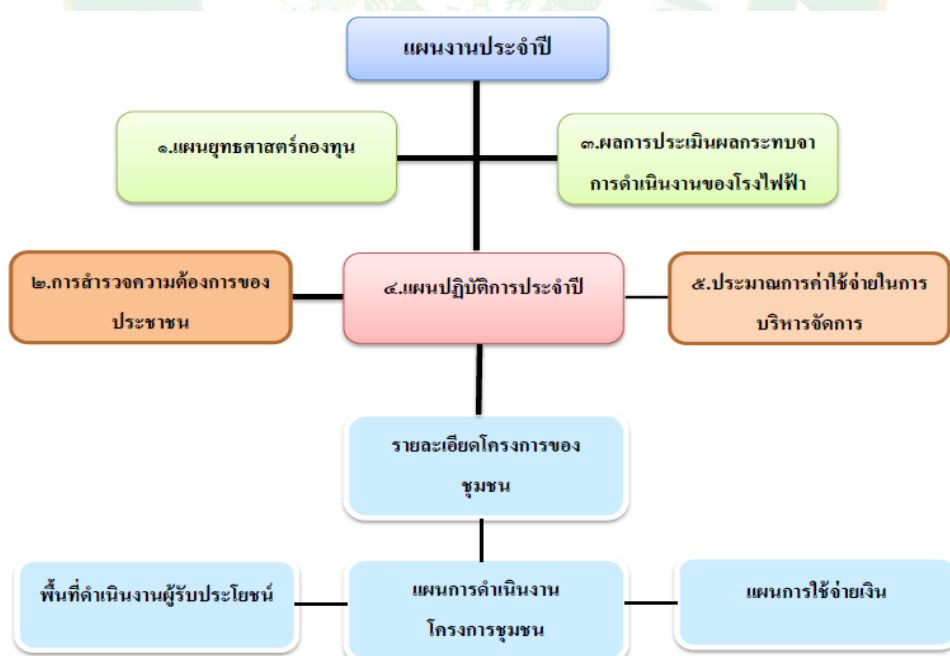 แผนงานประจำปี
๑.แผนยุทธศาสตร์กองทุน
๓.ผลการประเมินผลกระทบจา
การดำเนินงานของโรงไฟฟ้า
๒.การสำรวจความต้องการของ
ประชาชน
๔.แผนปฏิบัติการประจำปี
๕.ประมาณการค่าใช้จ่ายในการ
บริหารจัดการ
รายละเอียดโครงการของ
ชุมชน
พื้นที่ดำเนินงานผู้รับประโยชน์
แผนการดำเนินงาน
โครงการชุมชน
แผนการใช้จ่ายเงิน